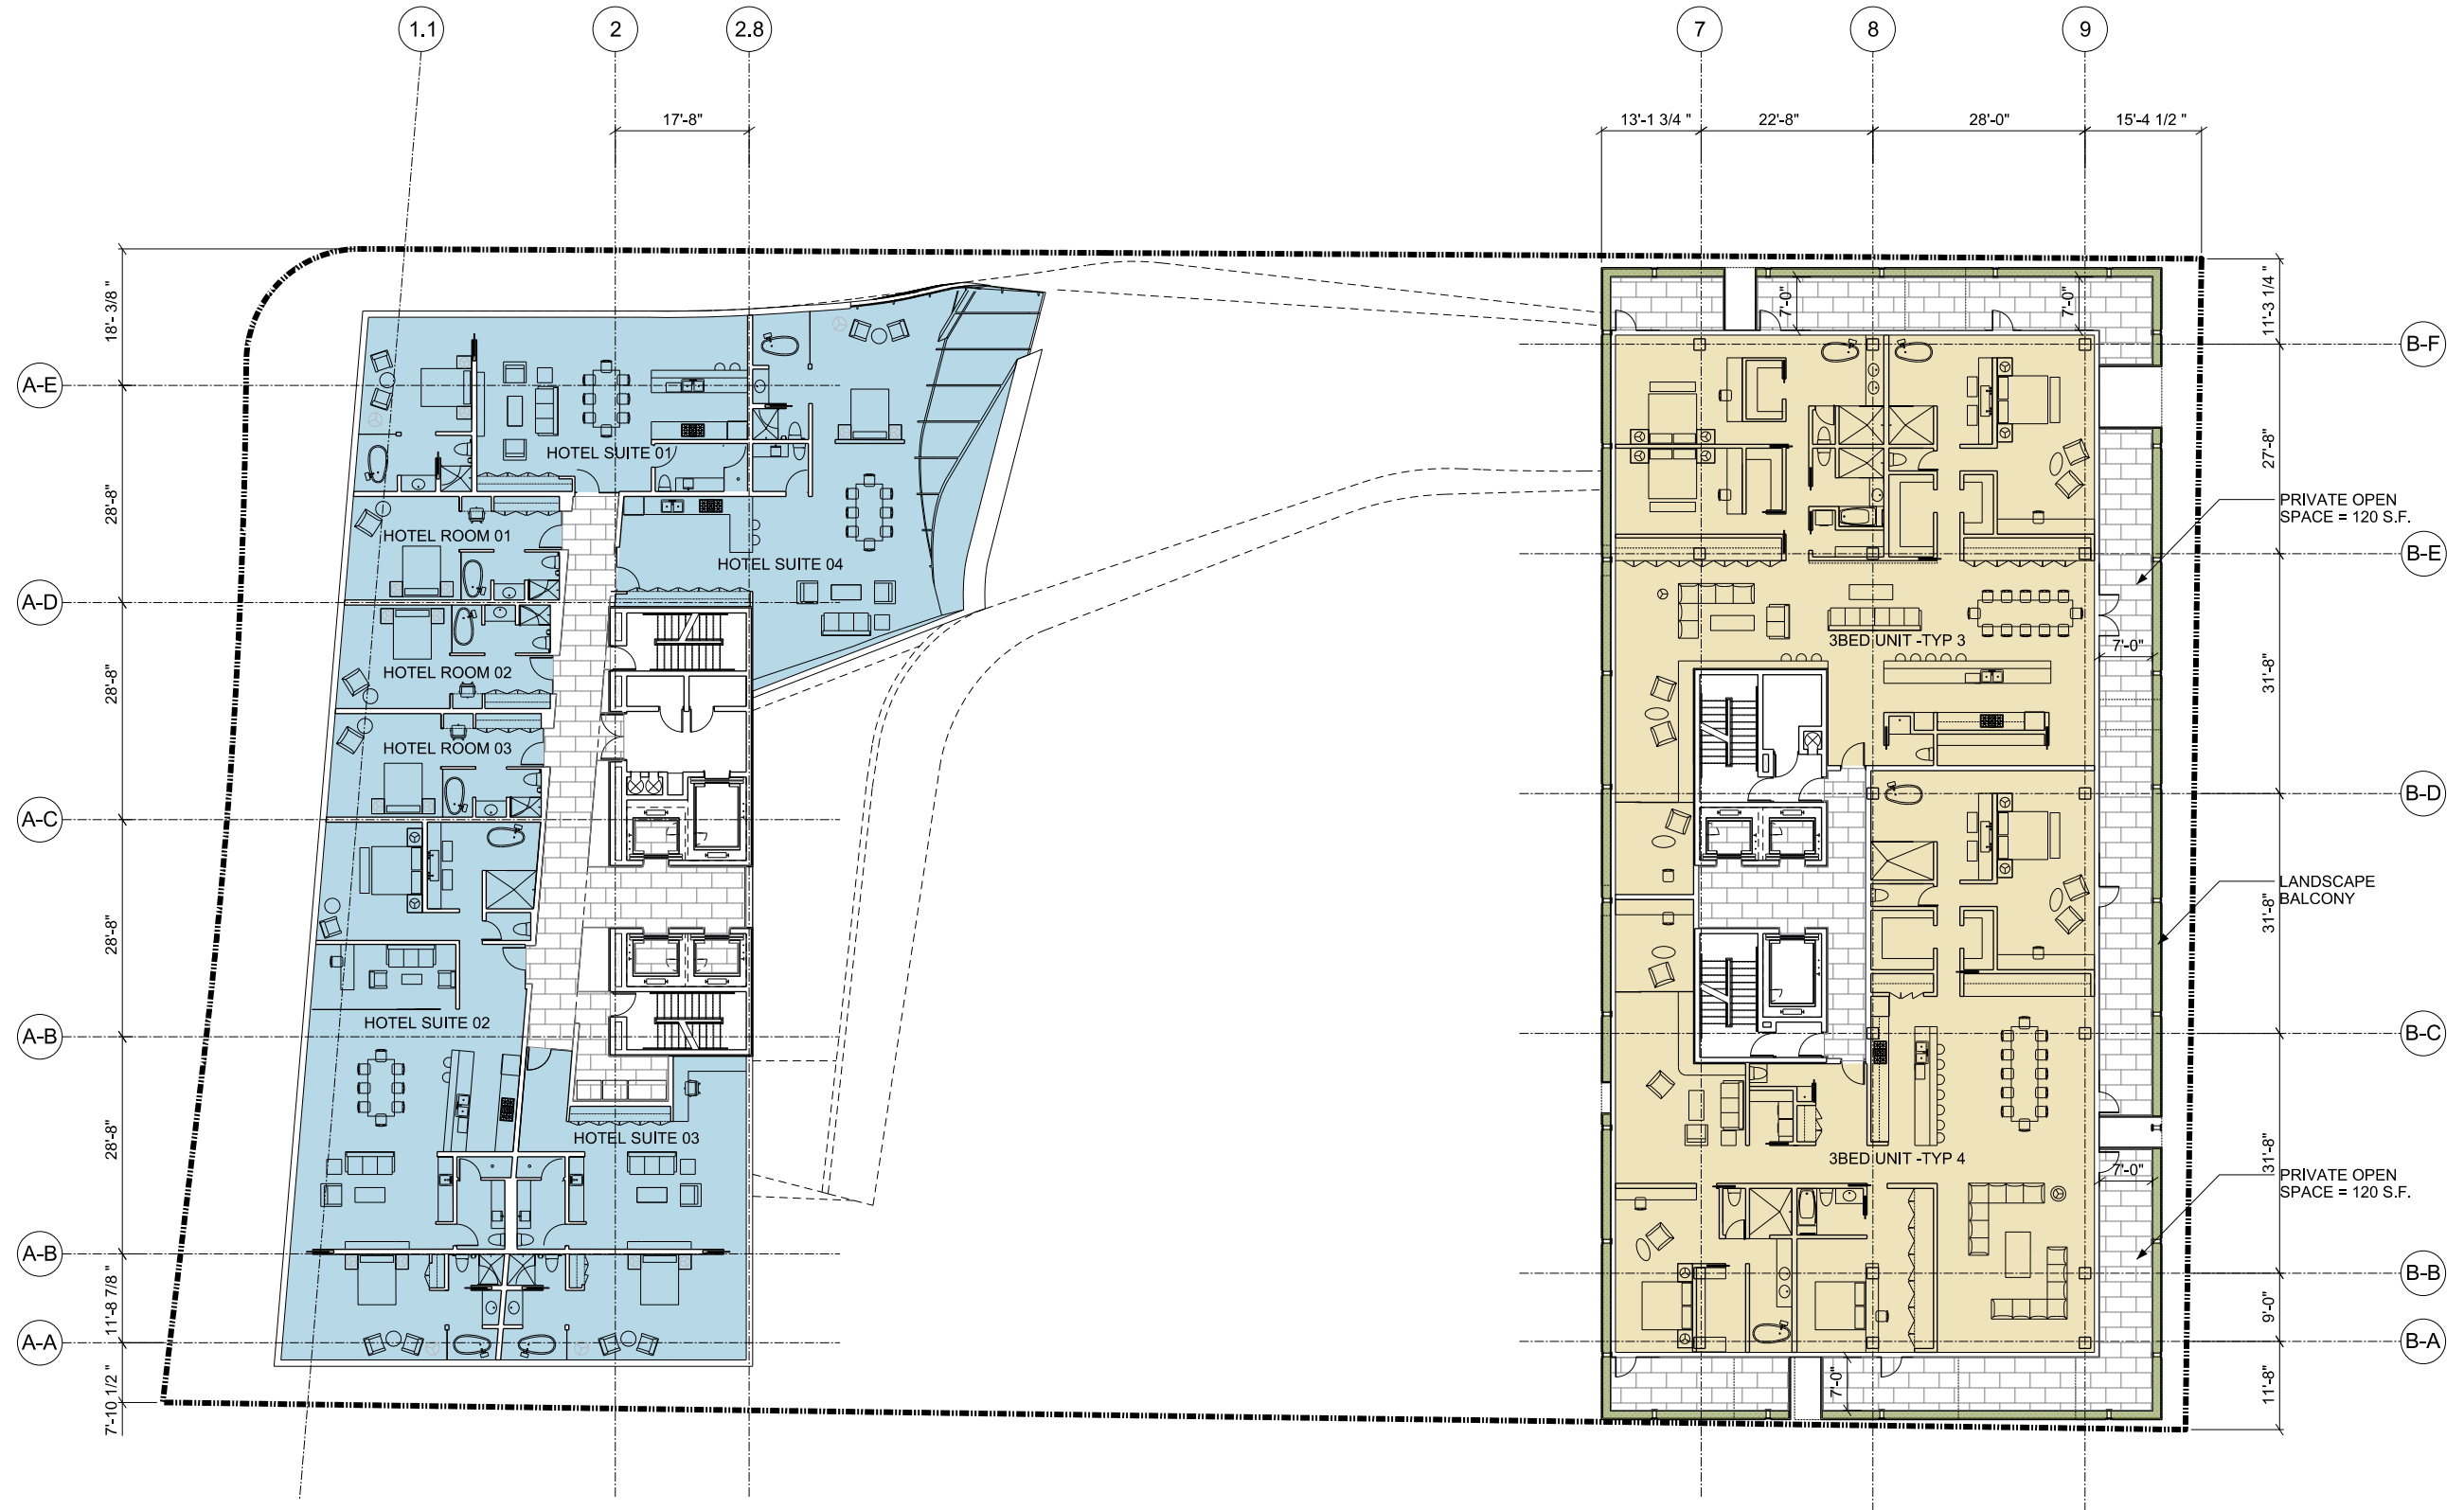 1.1
2
2.8
7
8
9
17'-8"
13'-1 3/4 "
22'-8"
28'-0"
15'-4 1/2 "
18'- 3/8 "
7'-0"
7'-0"
11'-3 1/4 "
B-F
A-E
HOTEL SUITE 01
27'-8"
28'-8"
HOTEL ROOM 01
PRIVATE OPEN
SPACE = 120 S.F.
HOTEL SUITE 04
B-E
A-D
3BED UNIT -TYP 3
7'-0"
HOTEL ROOM 02
28'-8"
31'-8"
HOTEL ROOM 03
B-D
A-C
LANDSCAPE
BALCONY
28'-8"
31'-8"
HOTEL SUITE 02
A-B
B-C
28'-8"
HOTEL SUITE 03
3BED UNIT -TYP 4
31'-8"
7'-0"
PRIVATE OPEN
SPACE = 120 S.F.
A-B
B-B
11'-8 7/8 "
9'-0"
A-A
B-A
7'-10 1/2 "
7'-0"
11'-8"